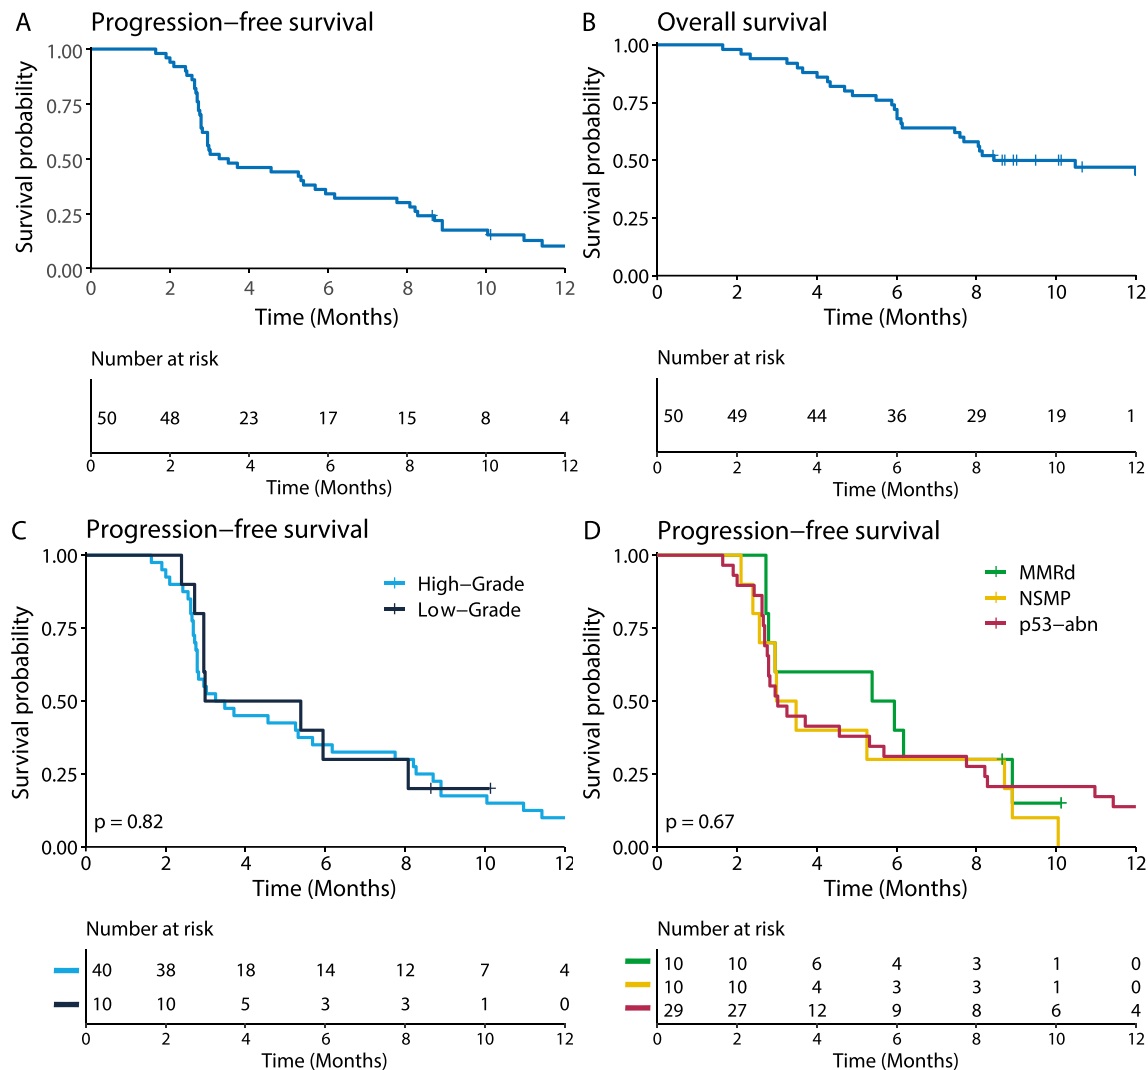 A Progression−free survival
1.00
0.75
0.50
0.25
0.00
Survival probability
0 2 4 6 8 10 12
Time (Months)
Number at risk
50 48 23 17 15 8 4
0 2 4 6 8 10 12
Time (Months)
B Overall survival
1.00
0.75
0.50
0.25
0.00
Survival probability
0 2 4 6 8 10 12
Time (Months)
Number at risk
50 49 44 36 29 19 1
0 2 4 6 8 10 12
Time (Months)
C Progression−free survival
1.00
0.75
0.50
0.25
0.00
Survival probability
High−Grade
Low−Grade
p = 0.82
0 2 4 6 8 10 12
Time (Months)
Number at risk
40 38 18 14 12 7 4
10 10 5 3 3 1 0
0 2 4 6 8 10 12
Time (Months)
D Progression−free survival
1.00
0.75
0.50
0.25
0.00
Survival probability
MMRd
NSMP
p53−abn
p = 0.67
0 2 4 6 8 10 12
Time (Months)
Number at risk
10 10 6 4 3 1 0
10 10 4 3 3 1 0
29 27 12 9 8 6 4
0 2 4 6 8 10 12
Time (Months)